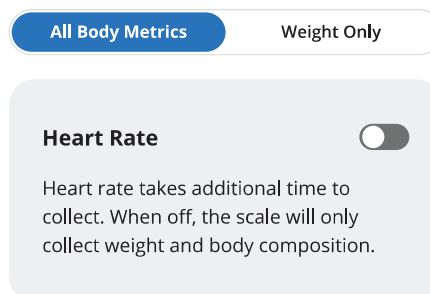 All Body Metrics
Weight Only
Heart Rate
Heart rate takes additional time to
collect. When off, the scale will only
collect weight and body composition.